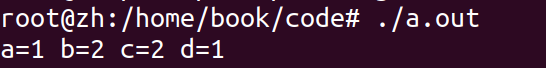 root@zh:/home/book/code# ./a.out
a=1 b=2 c=2 d=1